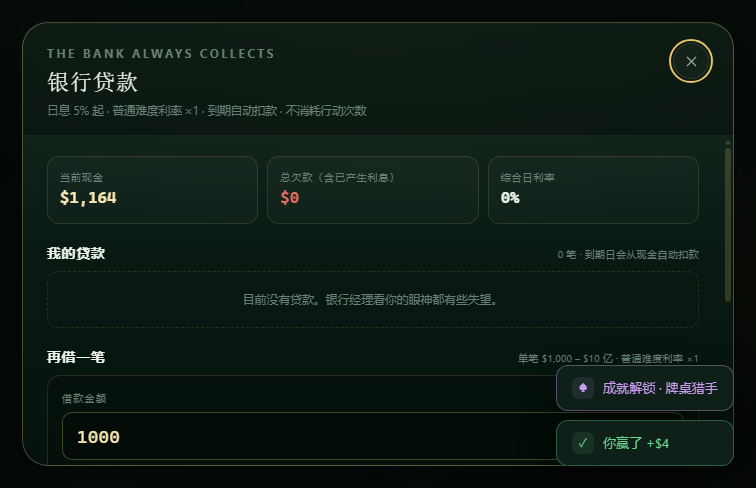 THE BANK ALWAYS COLLECTS
银行贷款
日息 5% 起 · 普通难度利率 ×1 · 到期自动扣款 · 不消耗行动次数
当前现金
$1,164
总欠款（含已产生利息）
$0
综合日利率
0%
我的贷款
0 笔 · 到期日会从现金自动扣款
目前没有贷款。银行经理看你的眼神都有些失望。
再借一笔
单笔 $1,000 – $10 亿 · 普通难度利率 ×1
借款金额
1000
成就解锁 · 牌桌猎手
你赢了 +$4